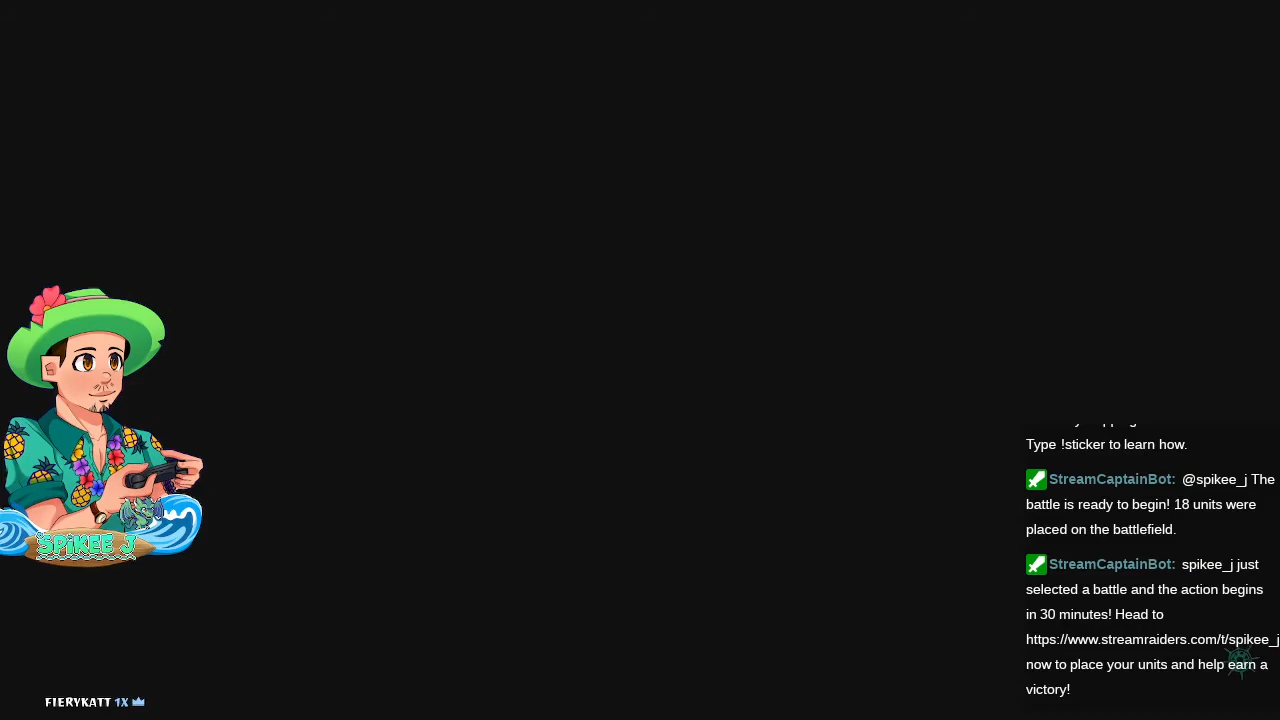 Type !sticker to learn how.
StreamCaptainBot: @spikee_j The
battle is ready to begin! 18 units were
placed on the battlefield.
StreamCaptainBot: spikee_j just
selected a battle and the action begins
in 30 minutes! Head to
https://www.streamraiders.com/t/spikee_j
now to place your units and help earn a
victory!
SPIKEE J
FIERYKATT 1X